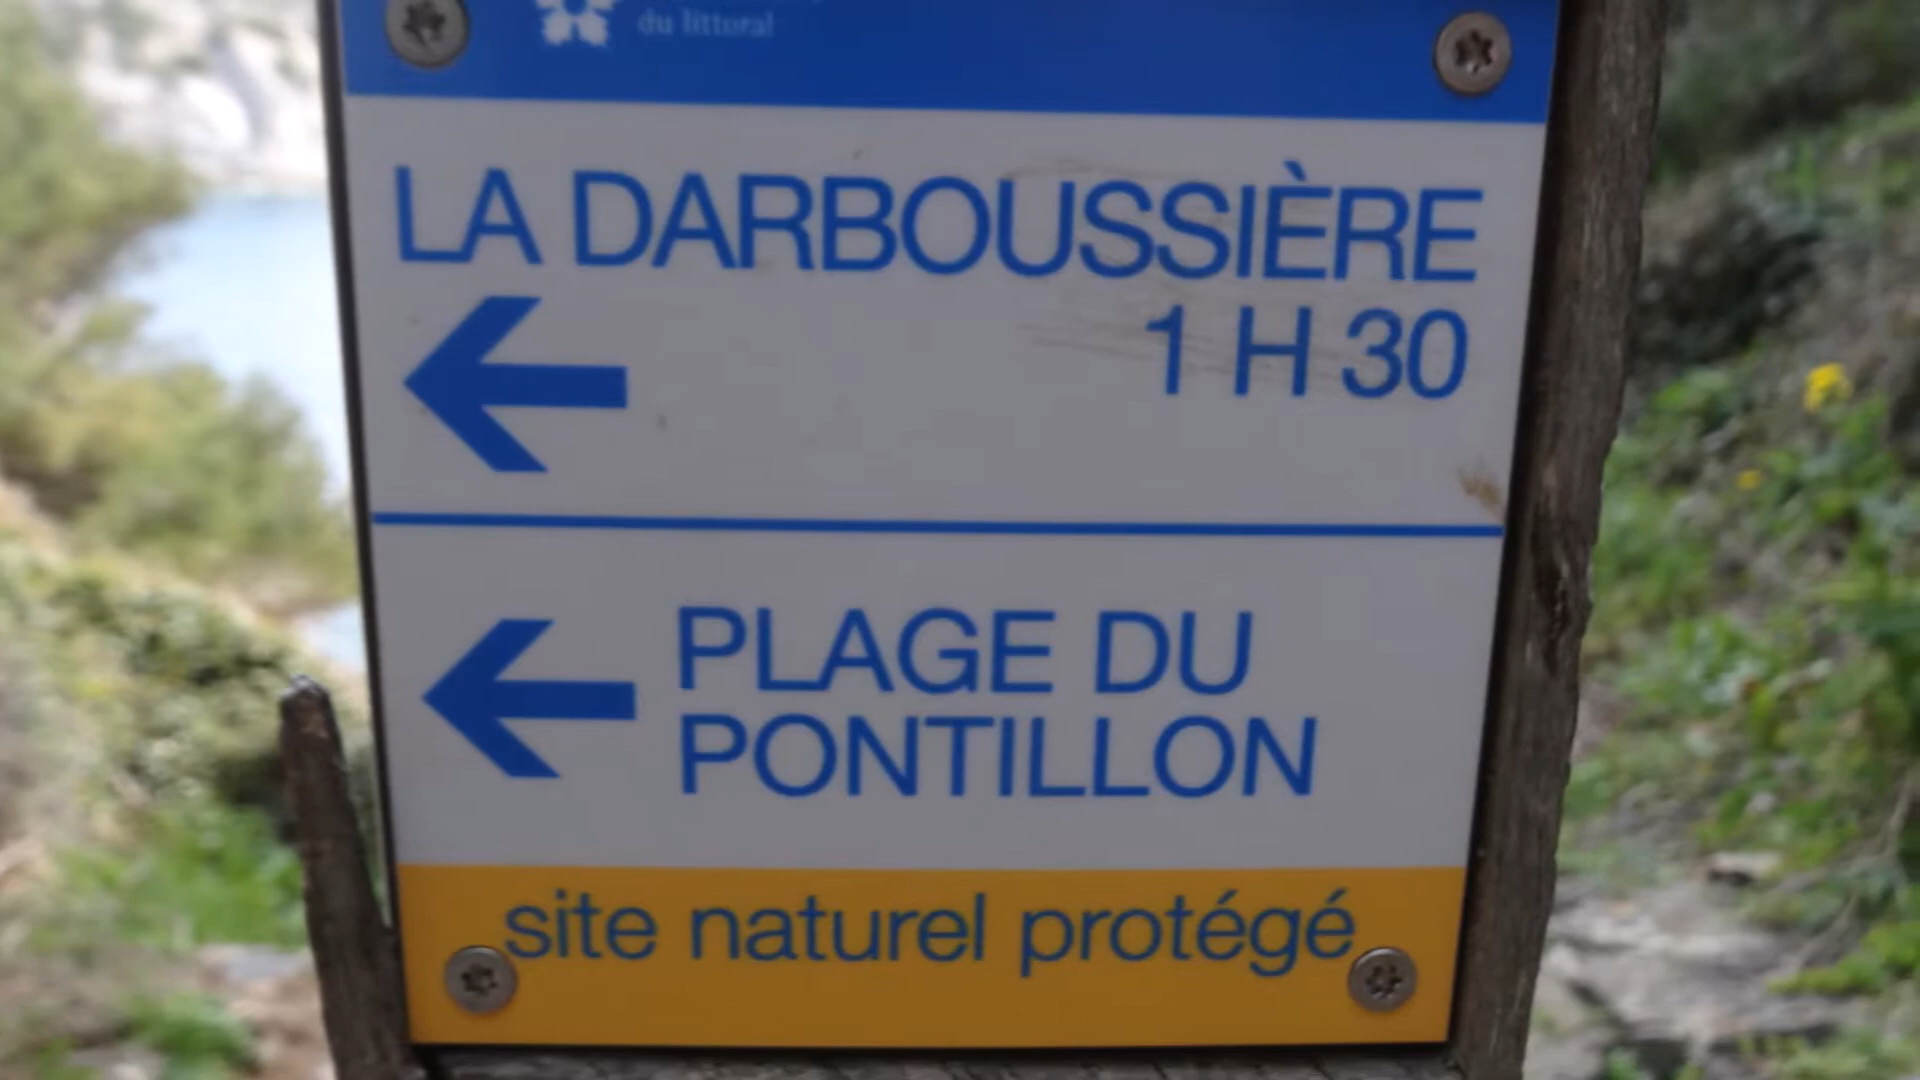 du littoral
LA DARBOUSSIÈRE
1 H 30
PLAGE DU
PONTILLON
site naturel protégé